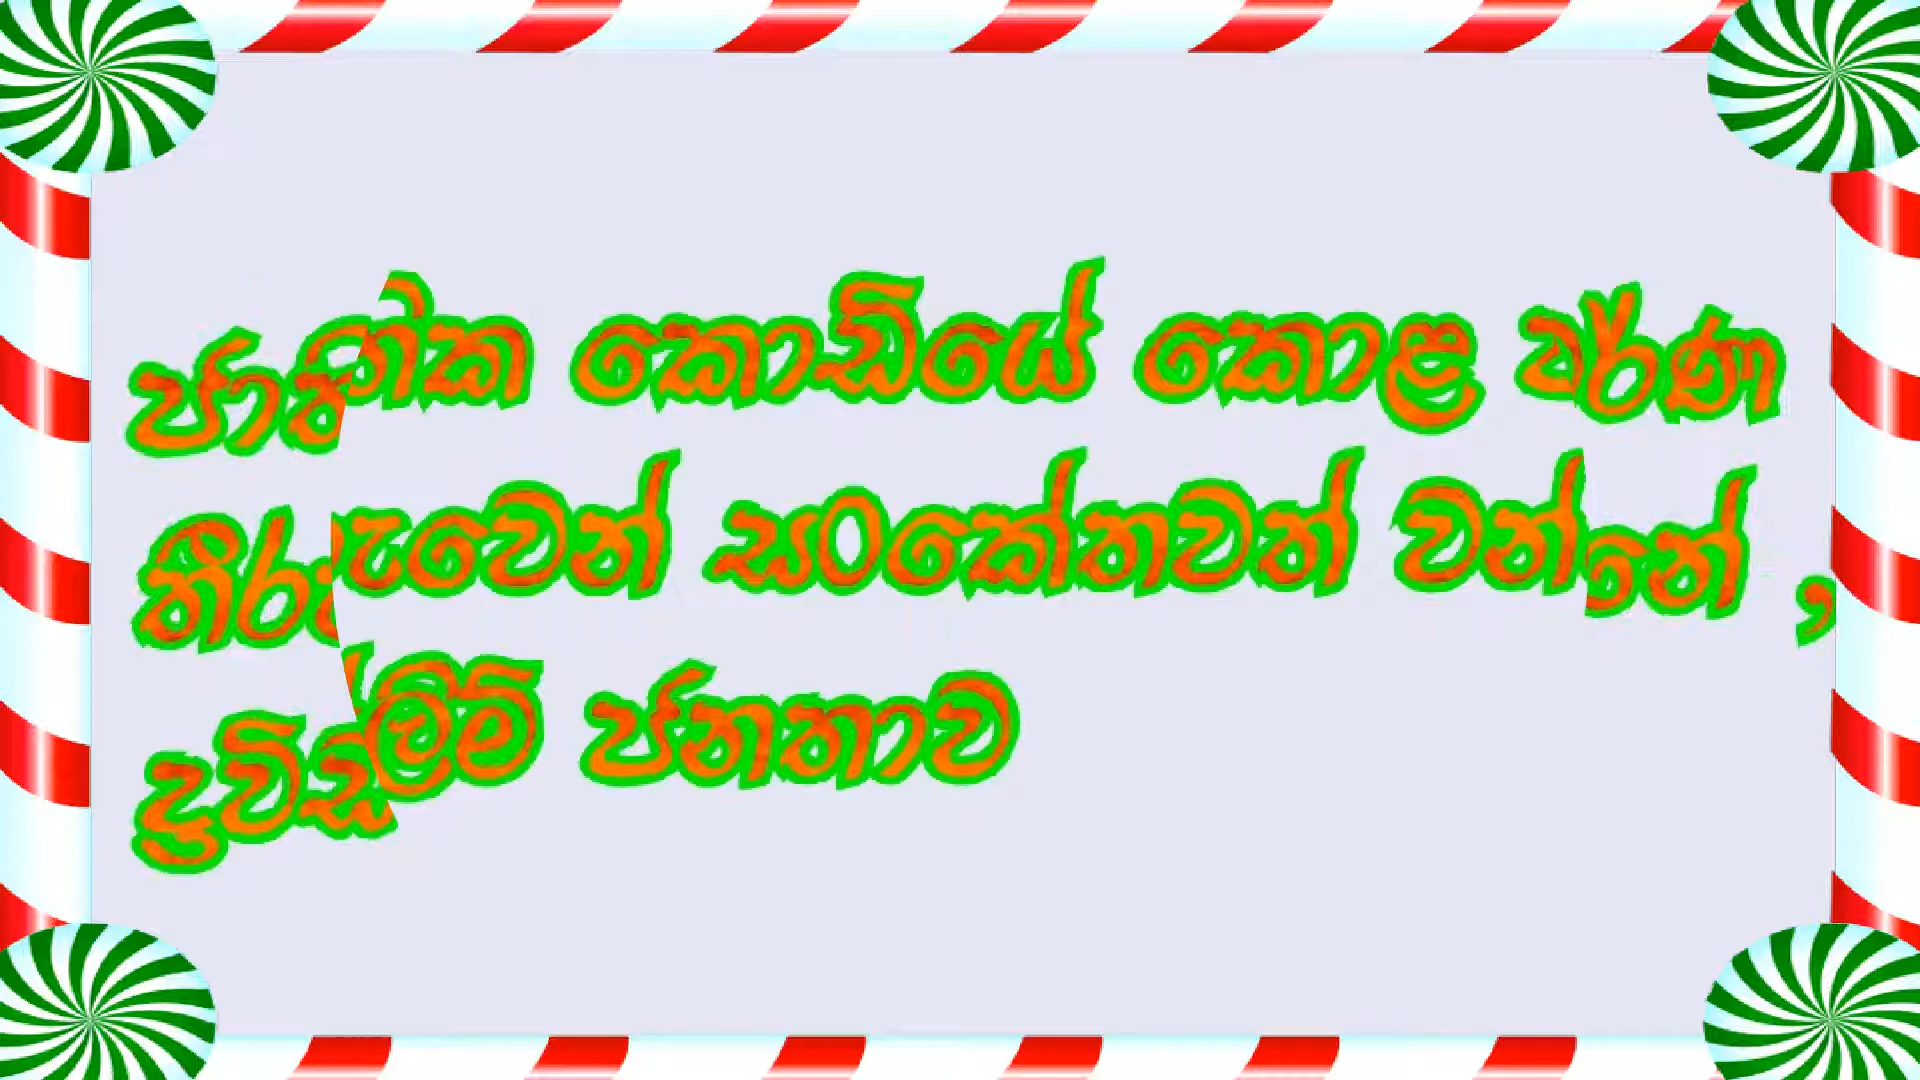 ජාතික කොඩියේ කොළ වර්ණ
තීරුවෙන් සංකේතවත් වන්නේ ,
ජනතාව